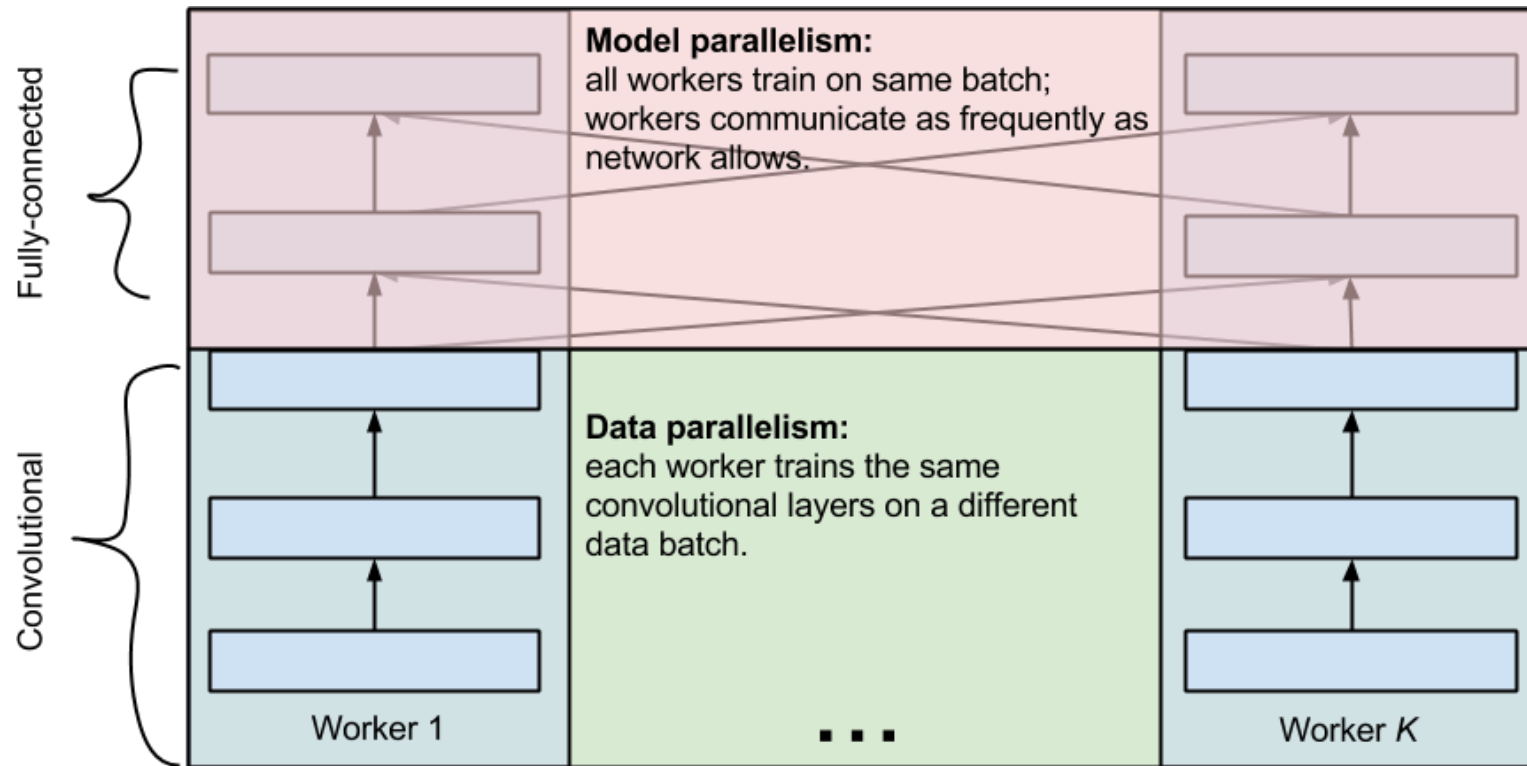 Fully-connected
Model parallelism:
all workers train on same batch;
workers communicate as frequently as
network allows.
Convolutional
Data parallelism:
each worker trains the same
convolutional layers on a different
data batch.
Worker 1
...
Worker K